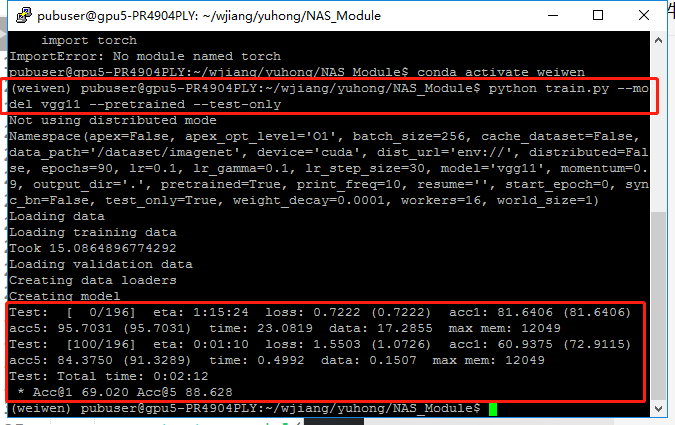 pubuser@gpu5-PR4904PLY: ~/wjiang/yuhong/NAS_Module
import torch
ImportError: No module named torch
pubuser@gpu5-PR4904PLY:~/wjiang/yuhong/NAS_Module$ conda activate weiwen
(weiwen) pubuser@gpu5-PR4904PLY:~/wjiang/yuhong/NAS_Module$ python train.py --mo
del vgg11 --pretrained --test-only
Not using distributed mode
Namespace(apex=False, apex_opt_level='O1', batch_size=256, cache_dataset=False,
data_path='/dataset/imagenet', device='cuda', dist_url='env://', distributed=Fal
se, epochs=90, lr=0.1, lr_gamma=0.1, lr_step_size=30, model='vgg11', momentum=0.
9, output_dir='.', pretrained=True, print_freq=10, resume='', start_epoch=0, syn
c_bn=False, test_only=True, weight_decay=0.0001, workers=16, world_size=1)
Loading data
Loading training data
Took 15.0864896774292
Loading validation data
Creating data loaders
Creating model
Test:  [  0/196]  eta: 1:15:24  loss: 0.7222 (0.7222)  acc1: 81.6406 (81.6406)
acc5: 95.7031 (95.7031)  time: 23.0819  data: 17.2855  max mem: 12049
Test:  [100/196]  eta: 0:01:10  loss: 1.5503 (1.0726)  acc1: 60.9375 (72.9115)
acc5: 84.3750 (91.3289)  time: 0.4992  data: 0.1507  max mem: 12049
Test: Total time: 0:02:12
* Acc@1 69.020 Acc@5 88.628
(weiwen) pubuser@gpu5-PR4904PLY:~/wjiang/yuhong/NAS_Module$